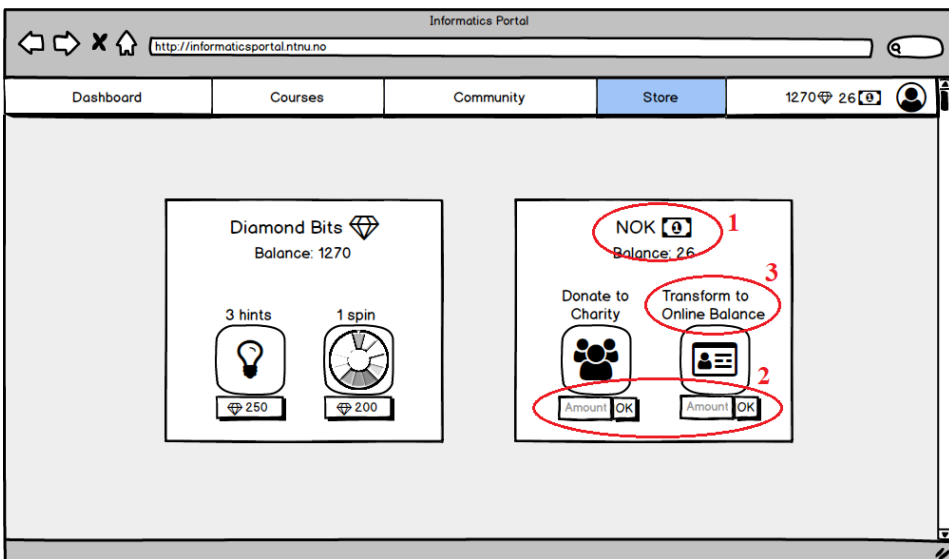 Informatics Portal
http://informaticsportal.ntnu.no
Dashboard Courses Community Store 1270 26
Diamond Bits
Balance: 1270
3 hints 1 spin
250 200
NOK 1
Balance: 26
3
Donate to Transform to
Charity Online Balance
2
Amount OK Amount OK